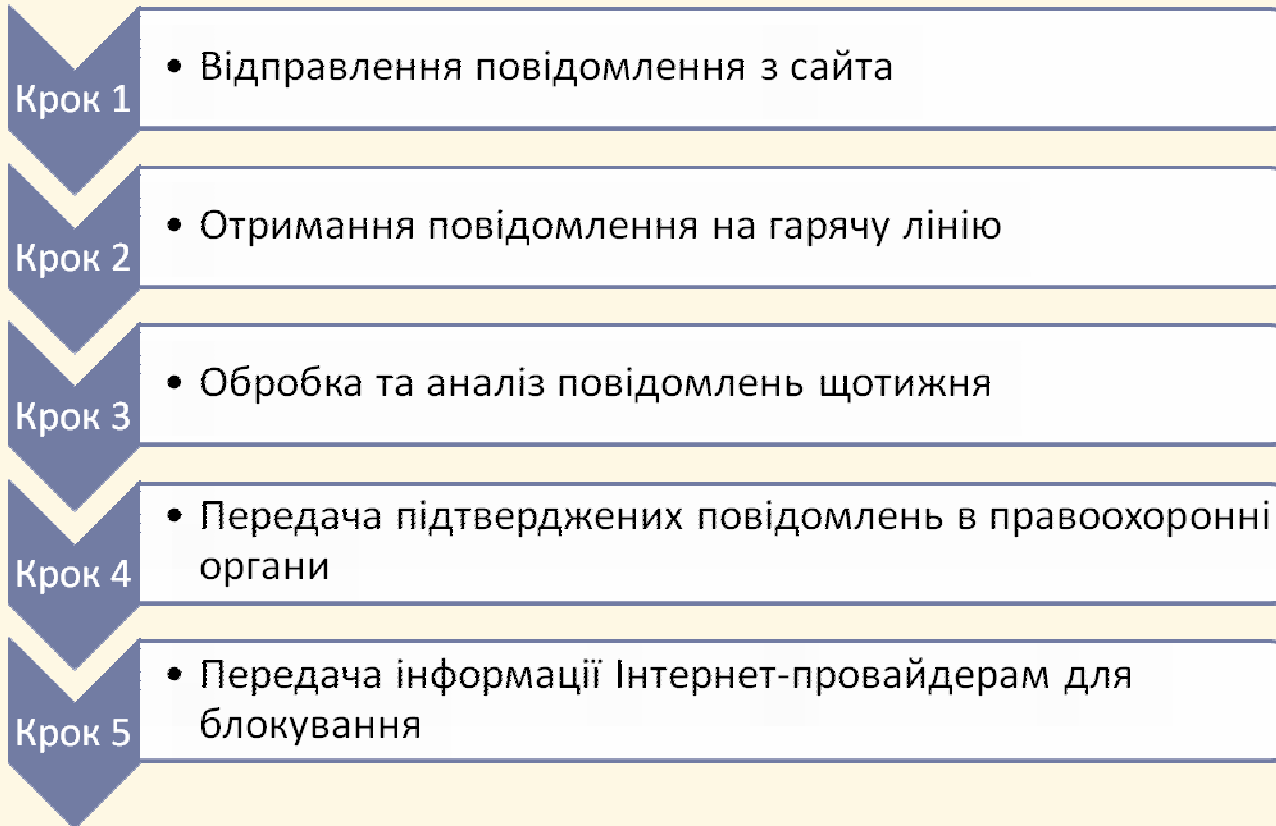 Крок 1
• Відправлення повідомлення з сайта
Крок 2
• Отримання повідомлення на гарячу лінію
Крок 3
• Обробка та аналіз повідомлень щотижня
Крок 4
• Передача підтверджених повідомлень в правоохоронні
органи
Крок 5
• Передача інформації Інтернет-провайдерам для
блокування